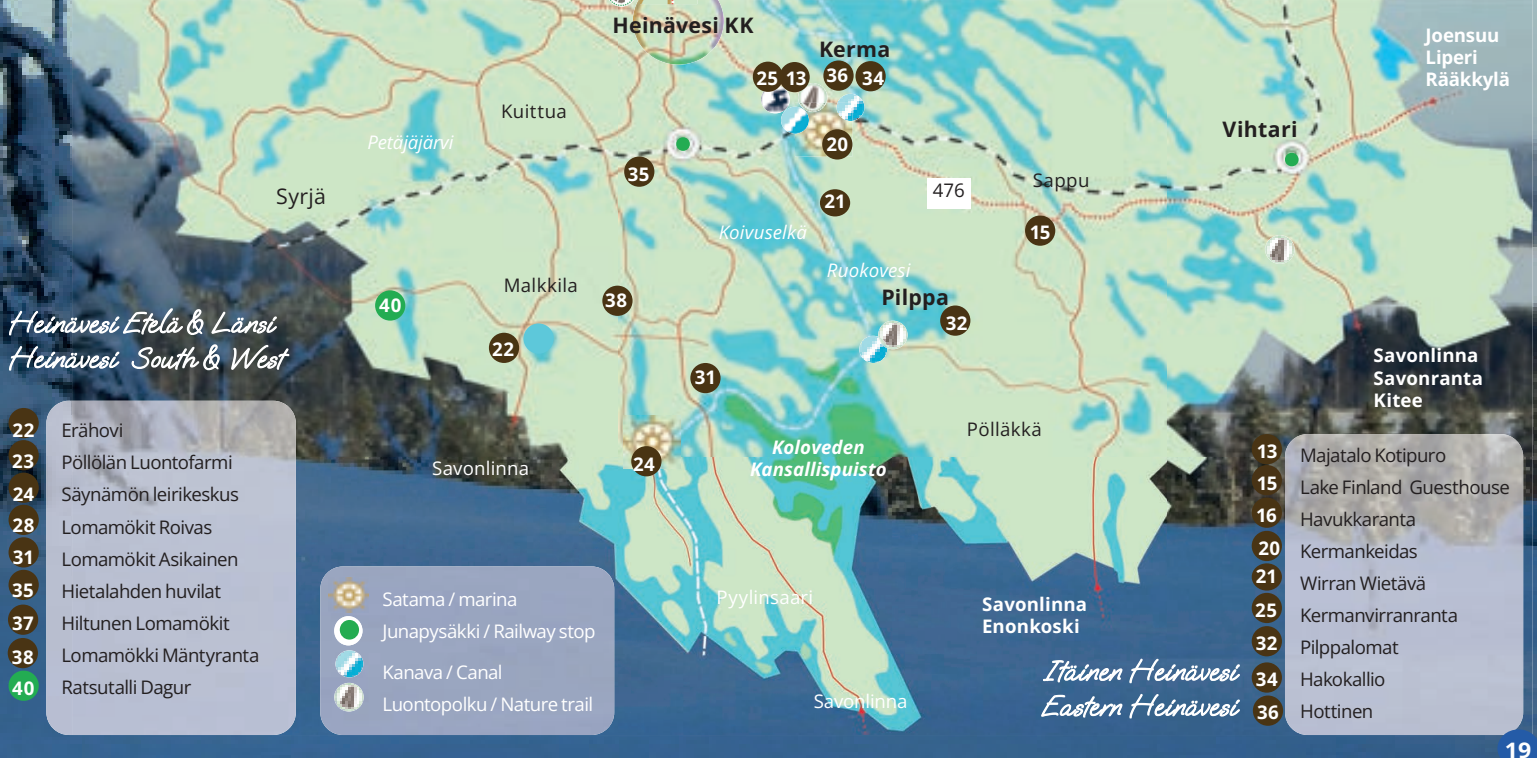 Heinävesi KK
Kerma
25 13 36 34
Joensuu
Liperi
Rääkkylä
Kuittua
Petäjäjärvi
Vihtari
20
35
Syrjä
476
Sappu
21
Koivuselkä
15
Ruokovesi
Malkkila
38
Pilppa
40
32
22
31
Heinävesi Etelä & Länsi
Heinävesi South & West
Savonlinna
Savonranta
Kitee
Pölläkkä
Koloveden
Kansallispuisto
Savonlinna
24
22 Erähovi
23 Pöllölän Luontofarmi
24 Säynämön leirikeskus
28 Lomamökit Roivas
31 Lomamökit Asikainen
35 Hietalahden huvilat
37 Hiltunen Lomamökit
38 Lomamökki Mäntyranta
40 Ratsutalli Dagur
Satama / marina
Junapysäkki / Railway stop
Kanava / Canal
Luontopolku / Nature trail
Pyylinsaari
Savonlinna
Savonlinna
Enonkoski
Itäinen Heinävesi
Eastern Heinävesi
13 Majatalo Kotipuro
15 Lake Finland Guesthouse
16 Havukkaranta
20 Kermankeidas
21 Wirran Wietävä
25 Kermanvirranranta
32 Pilppalomat
34 Hakokallio
36 Hottinen
19